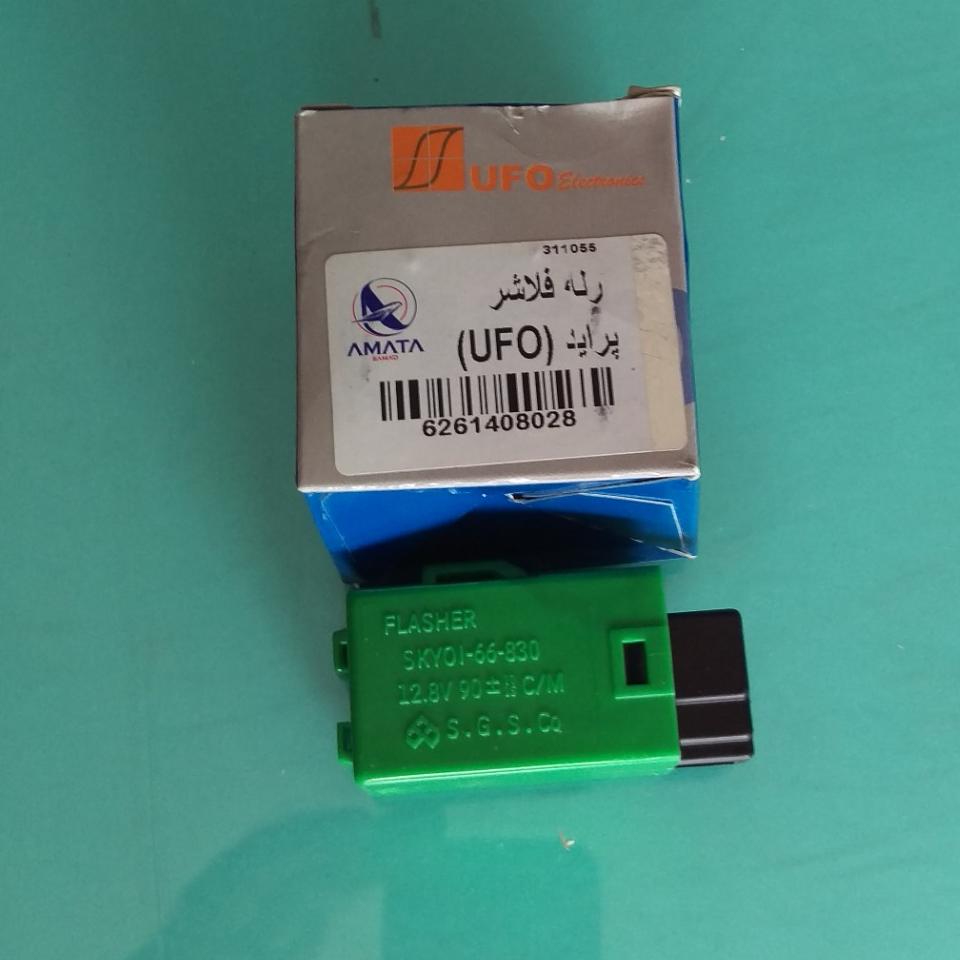 UFO Electronics
311055
رله فلاشر
پراید (UFO)
AMATA
6261408028
FLASHER
SKY01-66-830
12.8V 90± C/M
S.G.S.Co